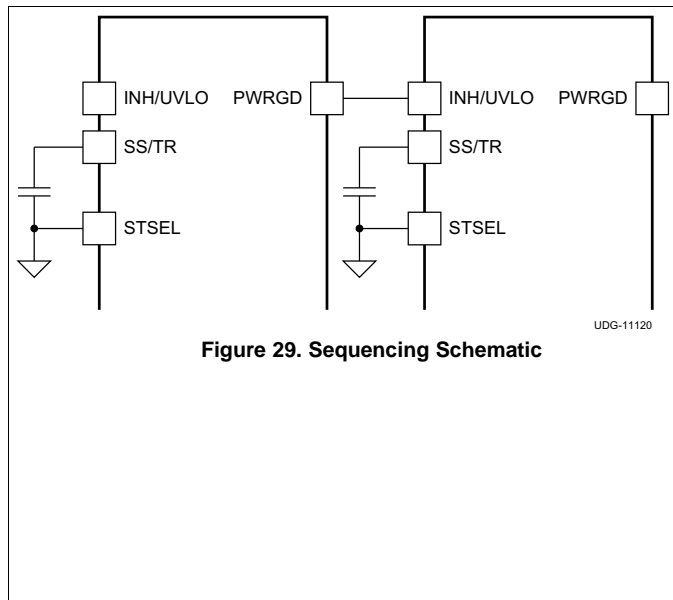 INH/UVLO PWRGD INH/UVLO PWRGD
SS/TR SS/TR
STSEL STSEL
UDG-11120
Figure 29. Sequencing Schematic